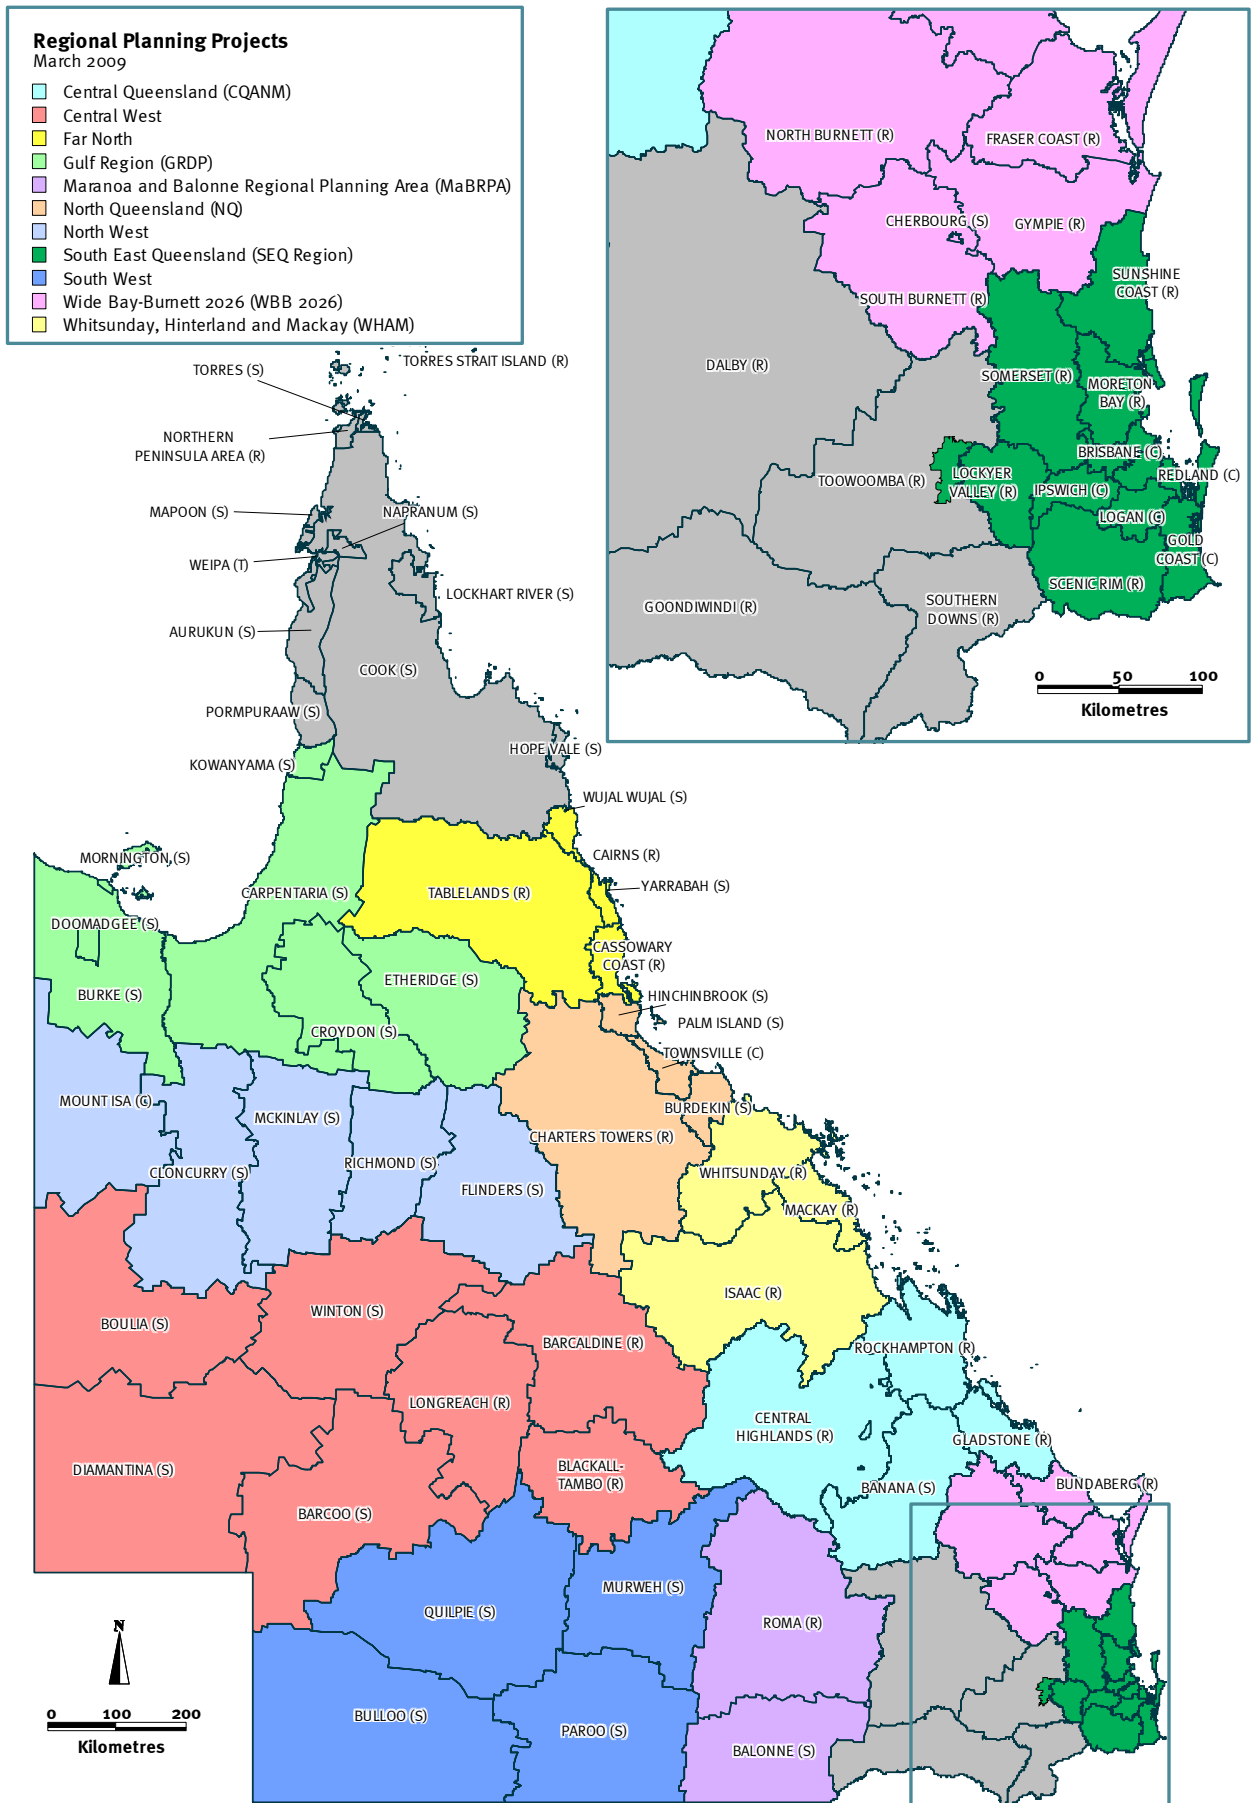 Regional Planning Projects
March 2009
Central Queensland (CQANM)
Central West
Far North
Gulf Region (GRDP)
Maranoa and Balonne Regional Planning Area (MaBRPA)
North Queensland (NQ)
North West
South East Queensland (SEQ Region)
South West
Wide Bay-Burnett 2026 (WBB 2026)
Whitsunday, Hinterland and Mackay (WHAM)
NORTH BURNETT (R)
FRASER COAST (R)
CHERBOURG (S)
GYMPIE (R)
SUNSHINE
COAST (R)
SOUTH BURNETT (R)
DALBY (R)
SOMERSET (R)
MORETON
BAY (R)
BRISBANE (C)
REDLAND (C)
LOCKYER
VALLEY (R)
TOOWOOMBA (R)
IPSWICH (C)
LOGAN (C)
GOLD
COAST (C)
SCENIC RIM (R)
GOONDIWINDI (R)
SOUTHERN
DOWNS (R)
0 50 100
Kilometres
TORRES STRAIT ISLAND (R)
TORRES (S)
NORTHERN
PENINSULA AREA (R)
MAPOON (S)
NAPRANUM (S)
WEIPA (T)
LOCKHART RIVER (S)
AURUKUN (S)
COOK (S)
PORMPURAAW (S)
HOPE VALE (S)
KOWANYAMA (S)
WUJAL WUJAL (S)
MORNINGTON (S)
CAIRNS (R)
YARRABAH (S)
CARPENTARIA (S)
TABLELANDS (R)
DOOMADGEE (S)
CASSOWARY
COAST (R)
ETHERIDGE (S)
BURKE (S)
HINCHINBROOK (S)
PALM ISLAND (S)
CROYDON (S)
TOWNSVILLE (C)
MOUNT ISA (C)
BURDEKIN (S)
MCKINLAY (S)
CHARTERS TOWERS (R)
RICHMOND (S)
CLONCURRY (S)
WHITSUNDAY (R)
FLINDERS (S)
MACKAY (R)
ISAAC (R)
WINTON (S)
BOULIA (S)
BARCALDINE (R)
ROCKHAMPTON (R)
LONGREACH (R)
CENTRAL
HIGHLANDS (R)
GLADSTONE (R)
DIAMANTINA (S)
BLACKALL-
TAMBO (R)
BANANA (S)
BUNDABERG (R)
BARCOO (S)
MURWEH (S)
QUILPIE (S)
ROMA (R)
N
BULLOO (S)
PAROO (S)
BALONNE (S)
0 100 200
Kilometres